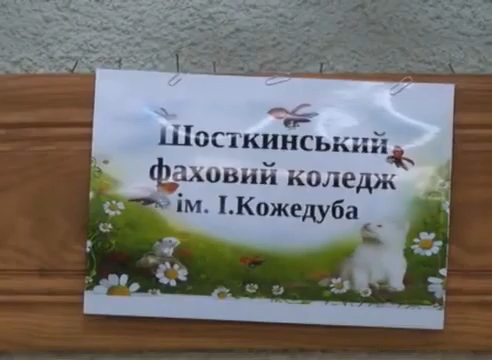 Шосткинський
фаховий коледж
ім. І.Кожедуба